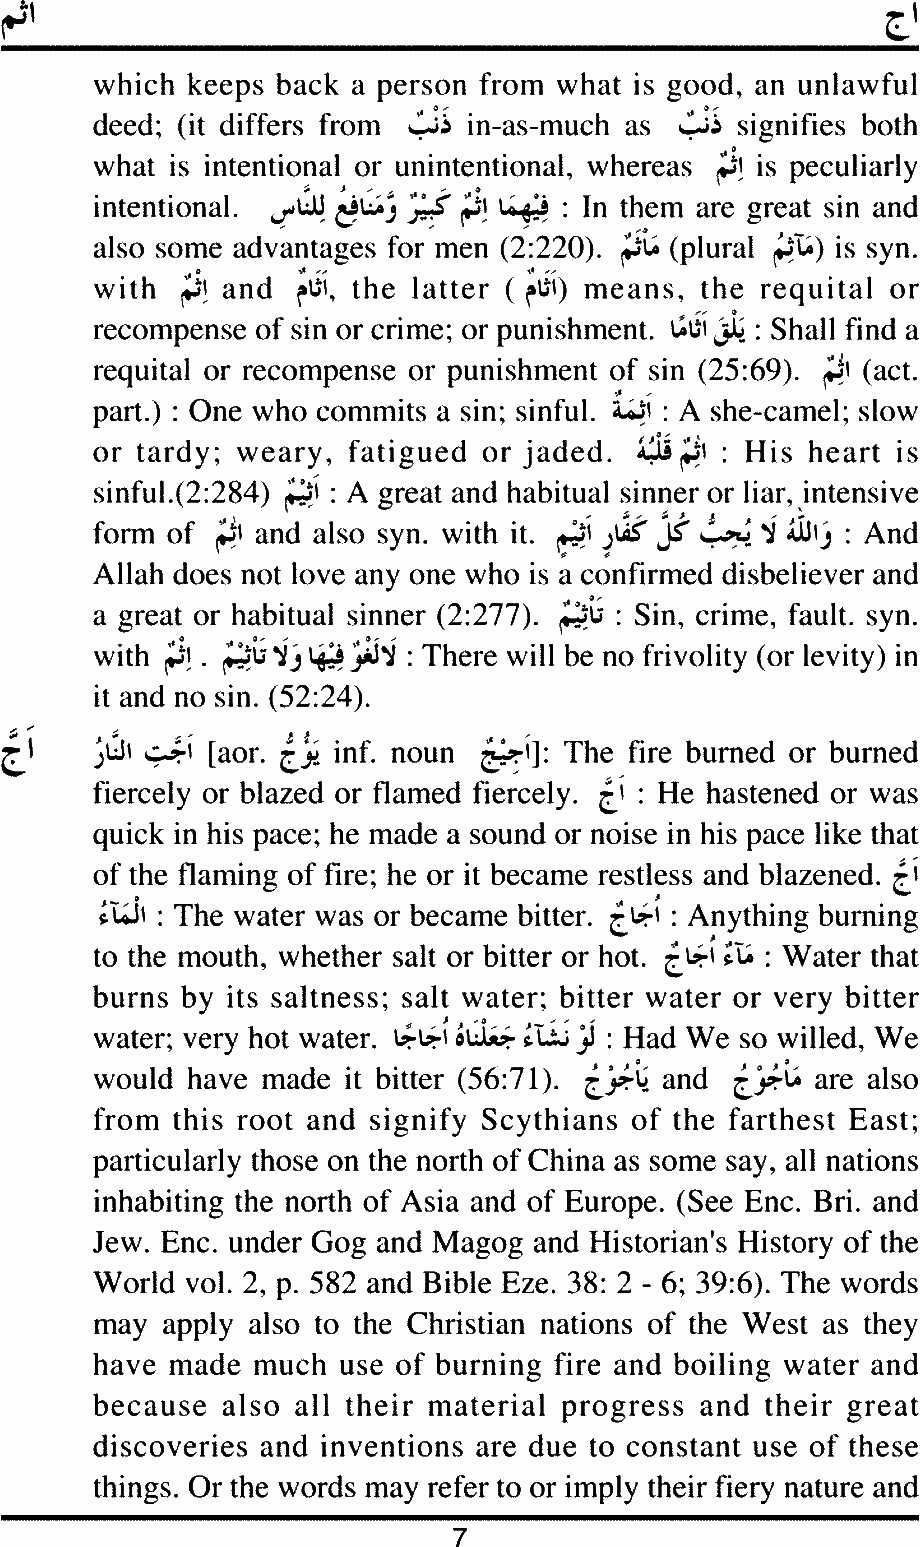 اثم اج
which keeps back a person from what is good, an unlawful
deed; (it differs from ذَنْبٌ in-as-much as ذَنْبٌ signifies both
what is intentional or unintentional, whereas اِثْمٌ is peculiarly
intentional. فِيْهِمَا اِثْمٌ كَبِيْرٌ وَّمَنَافِعُ لِلنَّاسِ : In them are great sin and
also some advantages for men (2:220). مَأْثَمٌ (plural مَآثِمُ) is syn.
with اِثْمٌ and اَثَامٌ, the latter ( اَثَامٌ) means, the requital or
recompense of sin or crime; or punishment. يَلْقَ اَثَامًا : Shall find a
requital or recompense or punishment of sin (25:69). اٰثِمٌ (act.
part.) : One who commits a sin; sinful. اٰثِمَةٌ : A she-camel; slow
or tardy; weary, fatigued or jaded. اٰثِمٌ قَلْبُهٗ : His heart is
sinful.(2:284) اَثِيْمٌ : A great and habitual sinner or liar, intensive
form of اٰثِمٌ and also syn. with it. وَاللّٰهُ لَا يُحِبُّ كُلَّ كَفَّارٍ اَثِيْمٍ : And
Allah does not love any one who is a confirmed disbeliever and
a great or habitual sinner (2:277). تَأْثِيْمٌ : Sin, crime, fault. syn.
with اِثْمٌ . لَالَغْوٌ فِيْهَا وَلَا تَأْثِيْمٌ : There will be no frivolity (or levity) in
it and no sin. (52:24).
اَجَّ اَجَّتِ النَّارُ [aor. يَؤُجُّ inf. noun اَجِيْجٌ]: The fire burned or burned
fiercely or blazed or flamed fiercely. اَجَّ : He hastened or was
quick in his pace; he made a sound or noise in his pace like that
of the flaming of fire; he or it became restless and blazened. اَجَّ
الْمَآءُ : The water was or became bitter. اُجَاجٌ : Anything burning
to the mouth, whether salt or bitter or hot. مَآءٌ اُجَاجٌ : Water that
burns by its saltness; salt water; bitter water or very bitter
water; very hot water. لَوْ نَشَآءُ جَعَلْنَاهُ اُجَاجًا : Had We so willed, We
would have made it bitter (56:71). يَأْجُوْجُ and مَأْجُوْجُ are also
from this root and signify Scythians of the farthest East;
particularly those on the north of China as some say, all nations
inhabiting the north of Asia and of Europe. (See Enc. Bri. and
Jew. Enc. under Gog and Magog and Historian's History of the
World vol. 2, p. 582 and Bible Eze. 38: 2 - 6; 39:6). The words
may apply also to the Christian nations of the West as they
have made much use of burning fire and boiling water and
because also all their material progress and their great
discoveries and inventions are due to constant use of these
things. Or the words may refer to or imply their fiery nature and
7